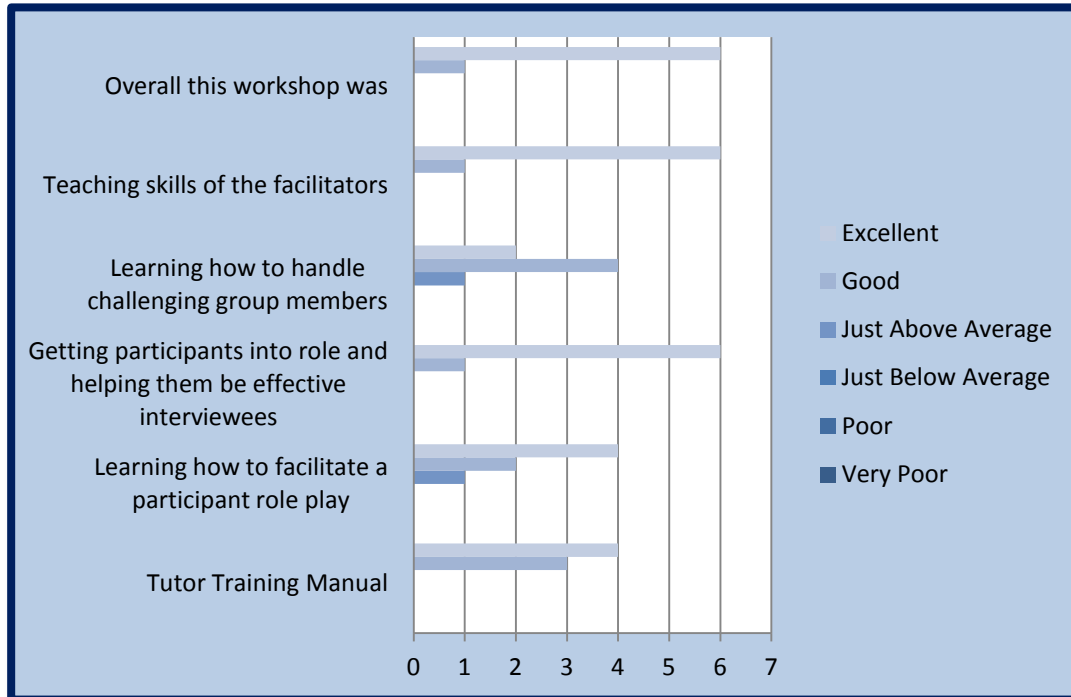 Overall this workshop was
Teaching skills of the facilitators
Learning how to handle
challenging group members
Getting participants into role and
helping them be effective
interviewees
Learning how to facilitate a
participant role play
Tutor Training Manual
0 1 2 3 4 5 6 7
Excellent
Good
Just Above Average
Just Below Average
Poor
Very Poor